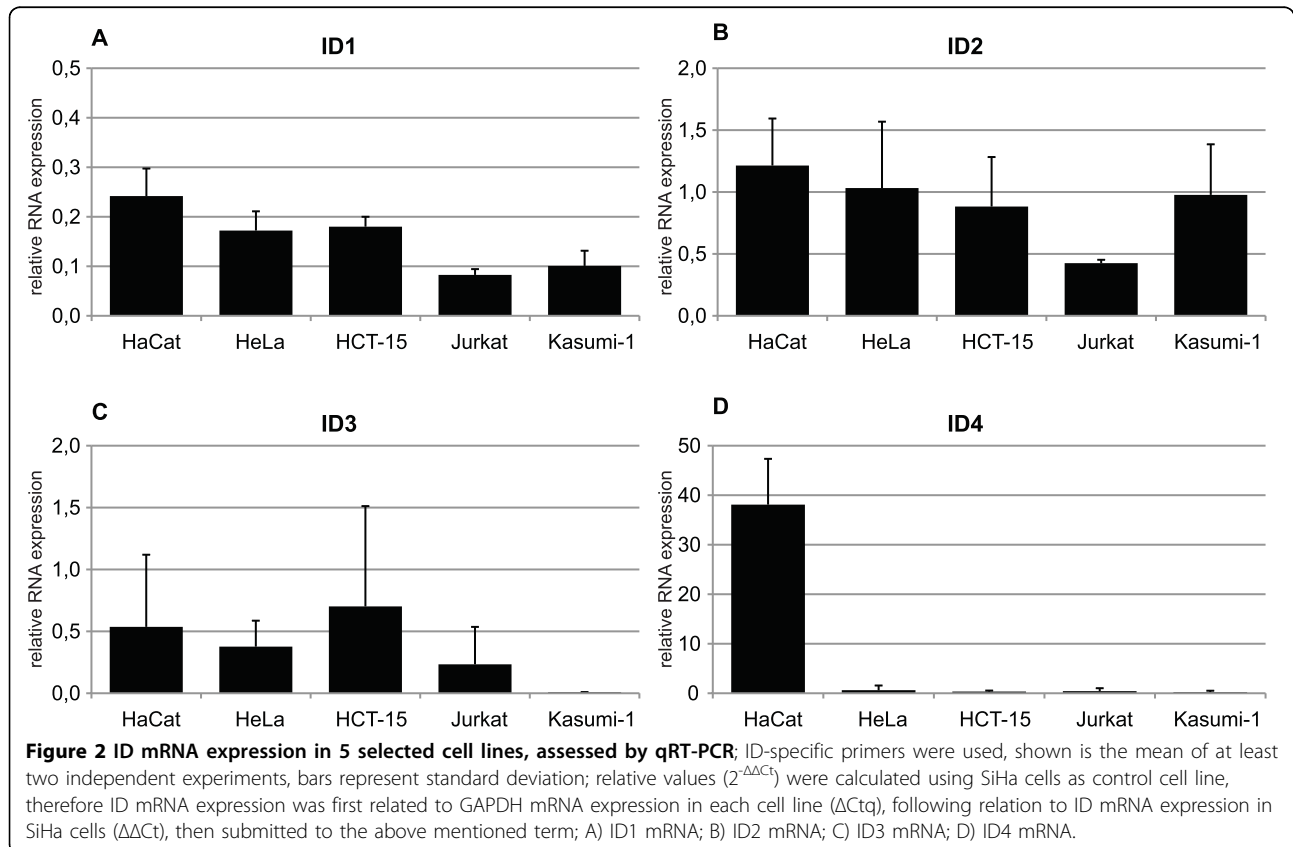 A
ID1
relative RNA expression
0,5
0,4
0,3
0,2
0,1
0,0
HaCat HeLa HCT-15 Jurkat Kasumi-1
B
ID2
relative RNA expression
2,0
1,5
1,0
0,5
0,0
HaCat HeLa HCT-15 Jurkat Kasumi-1
C
ID3
relative RNA expression
2,0
1,5
1,0
0,5
0,0
HaCat HeLa HCT-15 Jurkat Kasumi-1
D
ID4
relative RNA expression
50
40
30
20
10
0
HaCat HeLa HCT-15 Jurkat Kasumi-1
Figure 2 ID mRNA expression in 5 selected cell lines, assessed by qRT-PCR; ID-specific primers were used, shown is the mean of at least
two independent experiments, bars represent standard deviation; relative values (2^-ΔΔCt) were calculated using SiHa cells as control cell line,
therefore ID mRNA expression was first related to GAPDH mRNA expression in each cell line (ΔCtq), following relation to ID mRNA expression in
SiHa cells (ΔΔCt), then submitted to the above mentioned term; A) ID1 mRNA; B) ID2 mRNA; C) ID3 mRNA; D) ID4 mRNA.